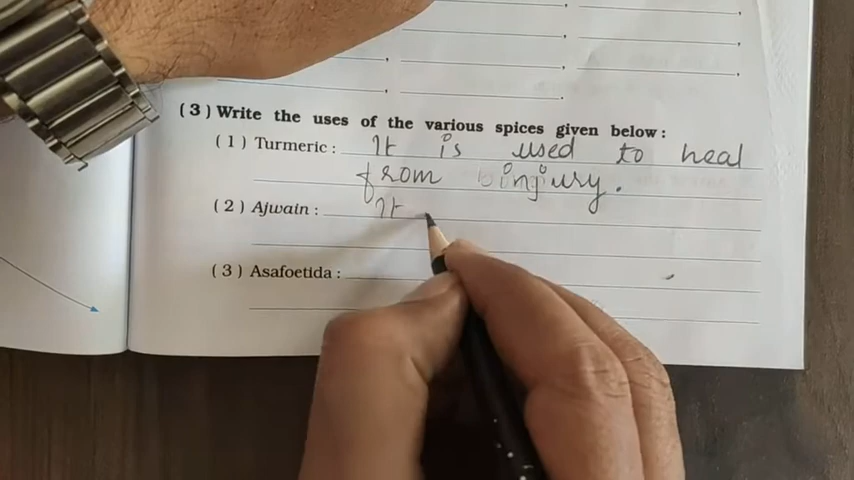 (3) Write the uses of the various spices given below :
(1) Turmeric : It is used to heal
from injury.
(2) Ajwain : It
(3) Asafoetida :